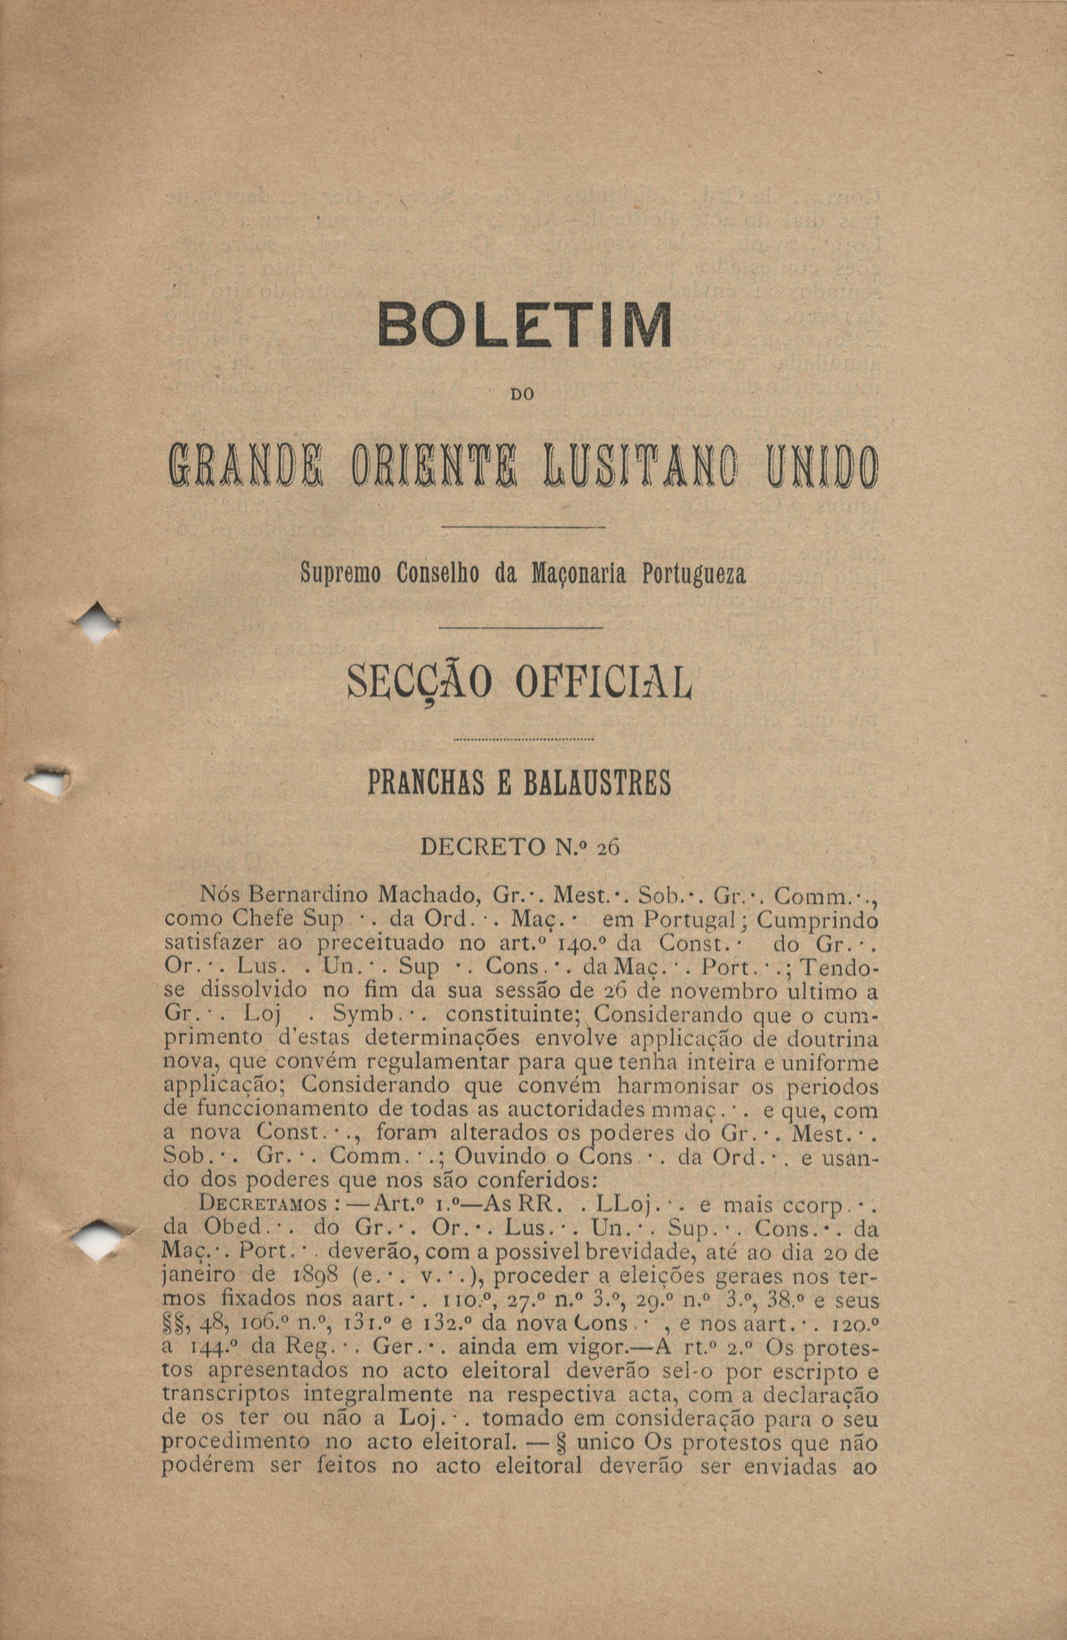 BOLETIM
DO
GRANDE ORIENTE LUSITANO UNIDO
Supremo Conselho da Maçonaria Portugueza
SECÇÃO OFFICIAL
PRANCHAS E BALAUSTRES
DECRETO N.º 26
Nós Bernardino Machado, Gr.·. Mest.·. Sob.·. Gr.·. Comm.·.,
como Chefe Sup ·. da Ord.·. Maç.· em Portugal; Cumprindo
satisfazer ao preceituado no art.º 140.º da Const.· do Gr.·.
Or.·. Lus. . Un.·. Sup ·. Cons.·. da Maç.·. Port.·.; Tendo-
se dissolvido no fim da sua sessão de 26 de novembro ultimo a
Gr.·. Loj . Symb.·. constituinte; Considerando que o cum-
primento d'estas determinações envolve applicação de doutrina
nova, que convém regulamentar para que tenha inteira e uniforme
applicação; Considerando que convém harmonisar os periodos
de funccionamento de todas as auctoridades mmaç.·. e que, com
a nova Const.·., foram alterados os poderes do Gr.·. Mest.·.
Sob.·. Gr.·. Comm.·.; Ouvindo o Cons ·. da Ord.·. e usan-
do dos poderes que nos são conferidos:
DECRETAMOS : — Art.º 1.º—As RR. . LLoj.·. e mais ccorp.·.
da Obed.·. do Gr.·. Or.·. Lus.·. Un.·. Sup.·. Cons.·. da
Maç.·. Port.·. deverão, com a possivel brevidade, até ao dia 20 de
janeiro de 1898 (e.·. v.·.), proceder a eleições geraes nos ter-
mos fixados nos aart.·. 110.º, 27.º n.º 3.º, 29.º n.º 3.º, 38.º e seus
§§, 48, 106.º n.º, 131.º e 132.º da nova Cons.· , e nos aart.·. 120.º
a 144.º da Reg.·. Ger.·. ainda em vigor.—A rt.º 2.º Os protes-
tos apresentados no acto eleitoral deverão sel-o por escripto e
transcriptos integralmente na respectiva acta, com a declaração
de os ter ou não a Loj.·. tomado em consideração para o seu
procedimento no acto eleitoral. — § unico Os protestos que não
podérem ser feitos no acto eleitoral deverão ser enviadas ao